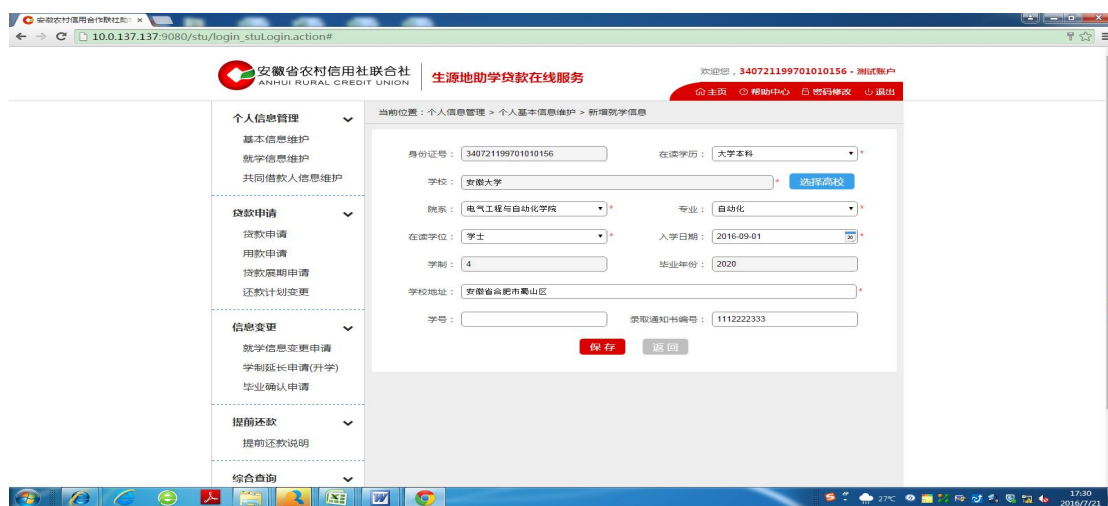 安徽农村信用合作联社助
10.0.137.137:9080/stu/login_stuLogin.action#
安徽省农村信用社联合社
ANHUI RURAL CREDIT UNION
生源地助学贷款在线服务
欢迎您，340721199701010156 - 测试账户
主页 帮助中心 密码修改 退出
个人信息管理
基本信息维护
就学信息维护
共同借款人信息维护
贷款申请
贷款申请
用款申请
贷款展期申请
还款计划变更
信息变更
就学信息变更申请
学制延长申请(升学)
毕业确认申请
提前还款
提前还款说明
综合查询
当前位置：个人信息管理 > 个人基本信息维护 > 新增就学信息
身份证号： 340721199701010156 在读学历： 大学本科 *
学校： 安徽大学 * 选择高校
院系： 电气工程与自动化学院 * 专业： 自动化 *
在读学位： 学士 * 入学日期： 2016-09-01 *
学制： 4 毕业年份： 2020
学校地址： 安徽省合肥市蜀山区 *
学号： 录取通知书编号： 1112222333
保存 返回
27℃
17:30
2016/7/21